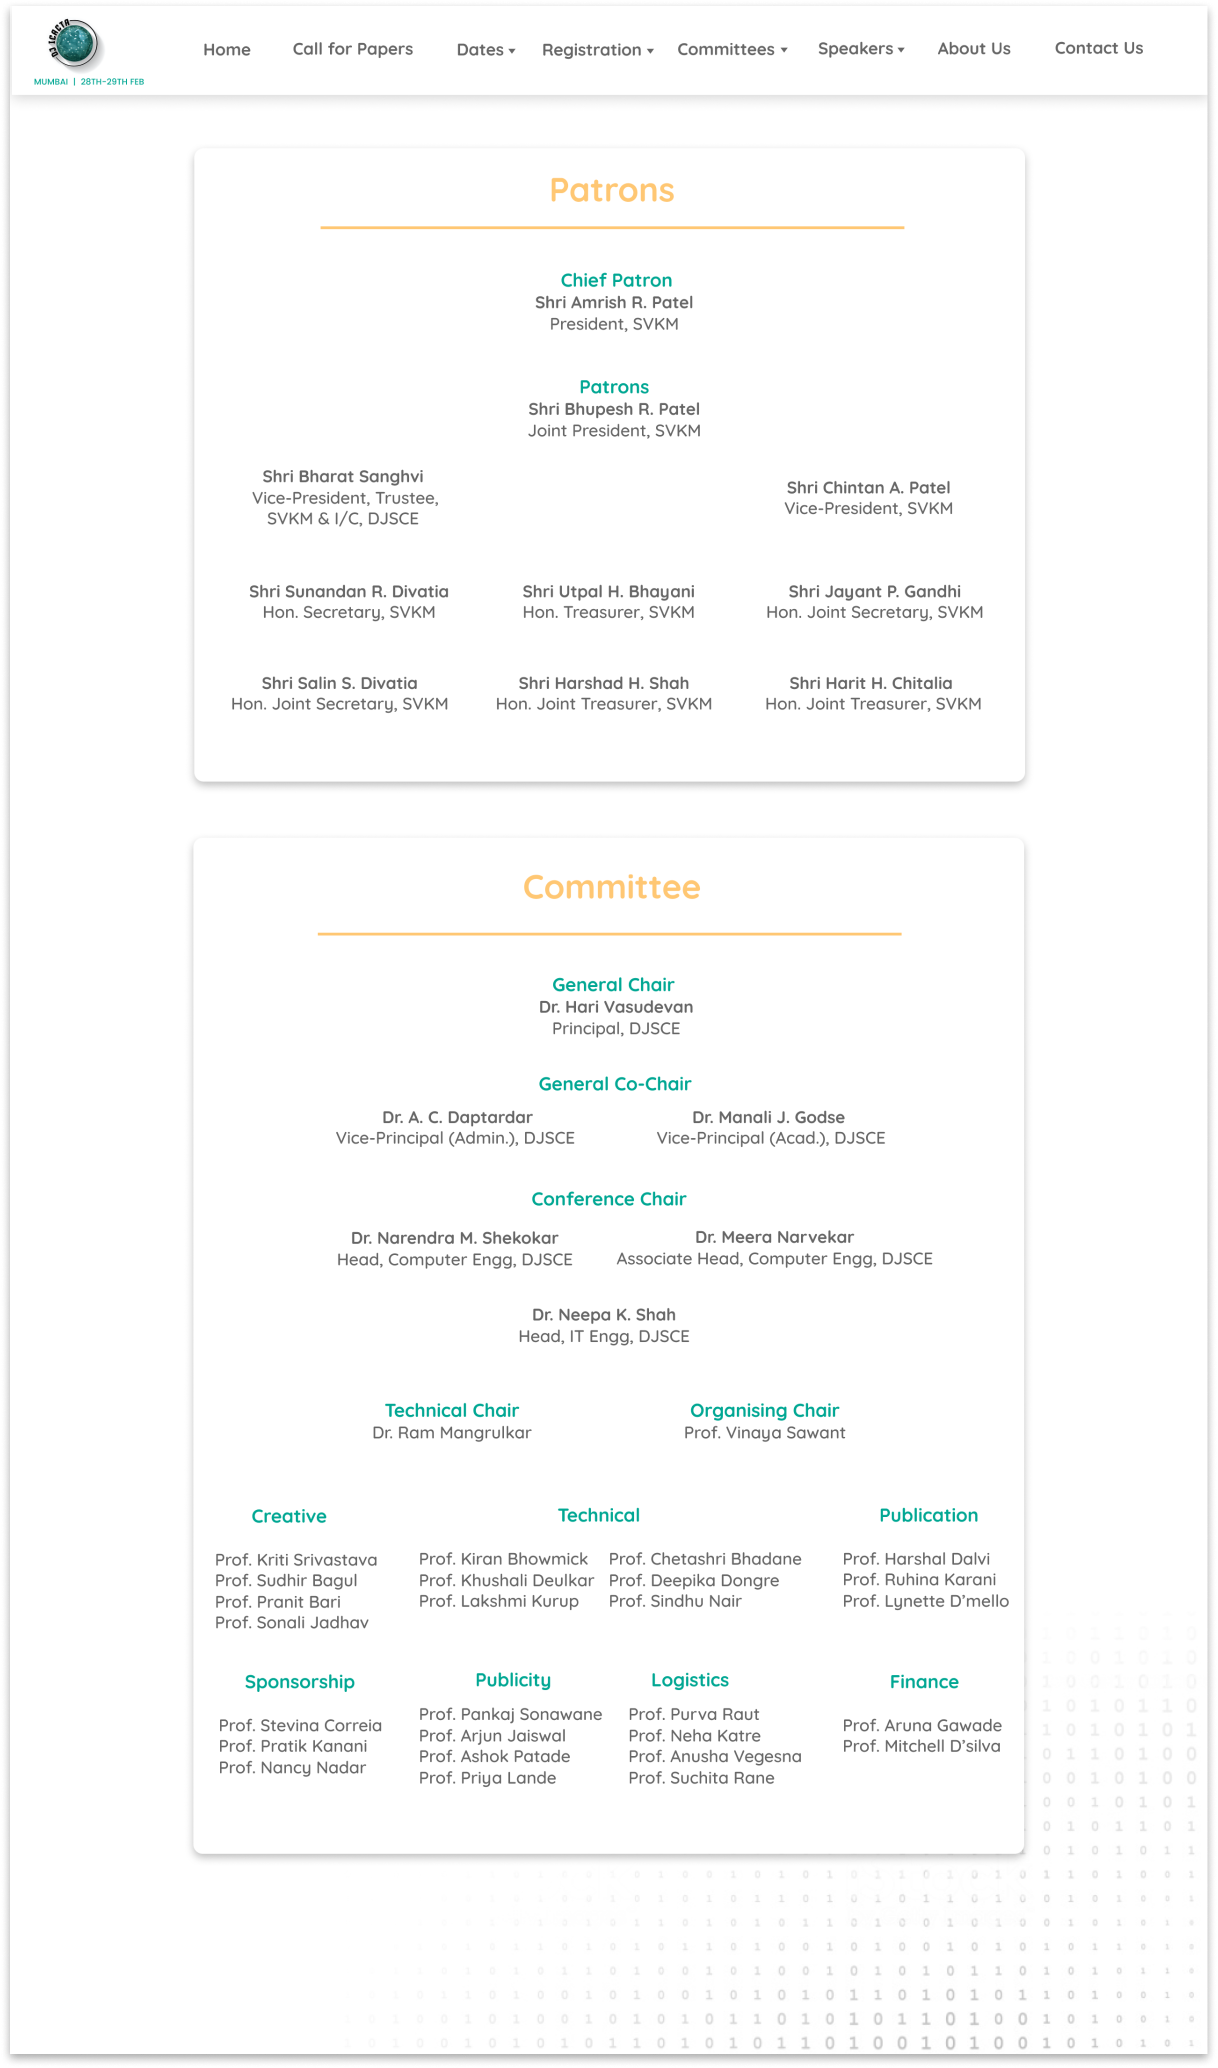 DJ ICACTA
MUMBAI | 28TH-29TH FEB
Home
Call for Papers
Dates
Registration
Committees
Speakers
About Us
Contact Us
Patrons
Chief Patron
Shri Amrish R. Patel
President, SVKM
Patrons
Shri Bhupesh R. Patel
Joint President, SVKM
Shri Bharat Sanghvi
Vice-President, Trustee,
SVKM & I/C, DJSCE
Shri Chintan A. Patel
Vice-President, SVKM
Shri Sunandan R. Divatia
Hon. Secretary, SVKM
Shri Utpal H. Bhayani
Hon. Treasurer, SVKM
Shri Jayant P. Gandhi
Hon. Joint Secretary, SVKM
Shri Salin S. Divatia
Hon. Joint Secretary, SVKM
Shri Harshad H. Shah
Hon. Joint Treasurer, SVKM
Shri Harit H. Chitalia
Hon. Joint Treasurer, SVKM
Committee
General Chair
Dr. Hari Vasudevan
Principal, DJSCE
General Co-Chair
Dr. A. C. Daptardar
Vice-Principal (Admin.), DJSCE
Dr. Manali J. Godse
Vice-Principal (Acad.), DJSCE
Conference Chair
Dr. Narendra M. Shekokar
Head, Computer Engg, DJSCE
Dr. Meera Narvekar
Associate Head, Computer Engg, DJSCE
Dr. Neepa K. Shah
Head, IT Engg, DJSCE
Technical Chair
Dr. Ram Mangrulkar
Organising Chair
Prof. Vinaya Sawant
Creative
Prof. Kriti Srivastava
Prof. Sudhir Bagul
Prof. Pranit Bari
Prof. Sonali Jadhav
Technical
Prof. Kiran Bhowmick
Prof. Khushali Deulkar
Prof. Lakshmi Kurup
Prof. Chetashri Bhadane
Prof. Deepika Dongre
Prof. Sindhu Nair
Publication
Prof. Harshal Dalvi
Prof. Ruhina Karani
Prof. Lynette D’mello
Sponsorship
Prof. Stevina Correia
Prof. Pratik Kanani
Prof. Nancy Nadar
Publicity
Prof. Pankaj Sonawane
Prof. Arjun Jaiswal
Prof. Ashok Patade
Prof. Priya Lande
Logistics
Prof. Purva Raut
Prof. Neha Katre
Prof. Anusha Vegesna
Prof. Suchita Rane
Finance
Prof. Aruna Gawade
Prof. Mitchell D’silva